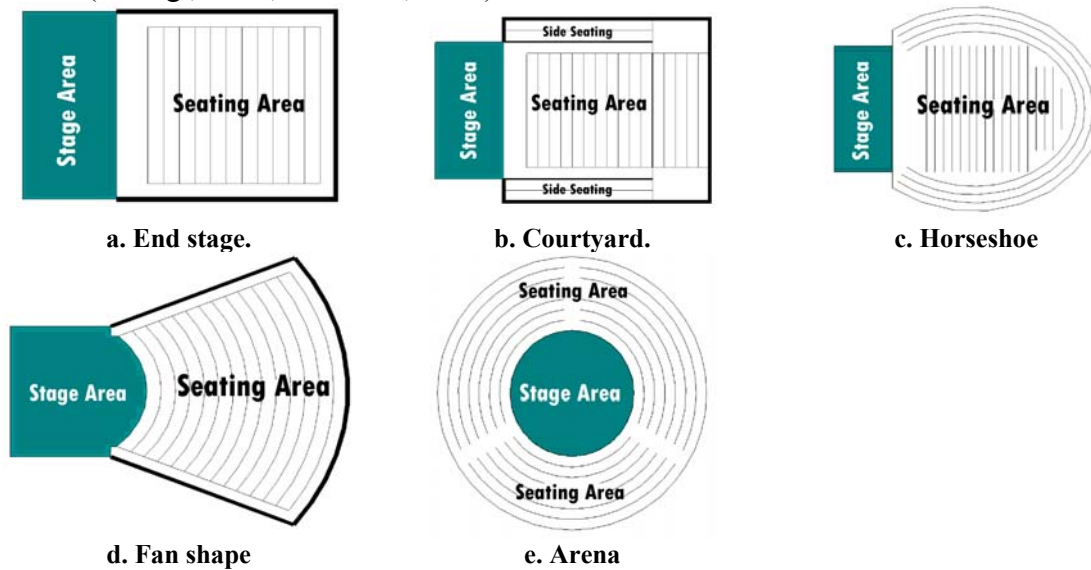 Stage Area
Seating Area
Side Seating
Stage Area
Seating Area
Side Seating
Stage Area
Seating Area
a. End stage.
b. Courtyard.
c. Horseshoe
Stage Area
Seating Area
Seating Area
Stage Area
Seating Area
d. Fan shape
e. Arena